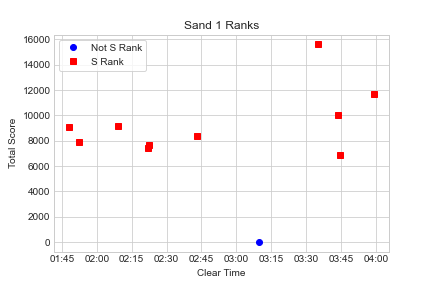 Sand 1 Ranks
Not S Rank
S Rank
16000
14000
12000
10000
8000
6000
4000
2000
0
Total Score
01:45 02:00 02:15 02:30 02:45 03:00 03:15 03:30 03:45 04:00
Clear Time